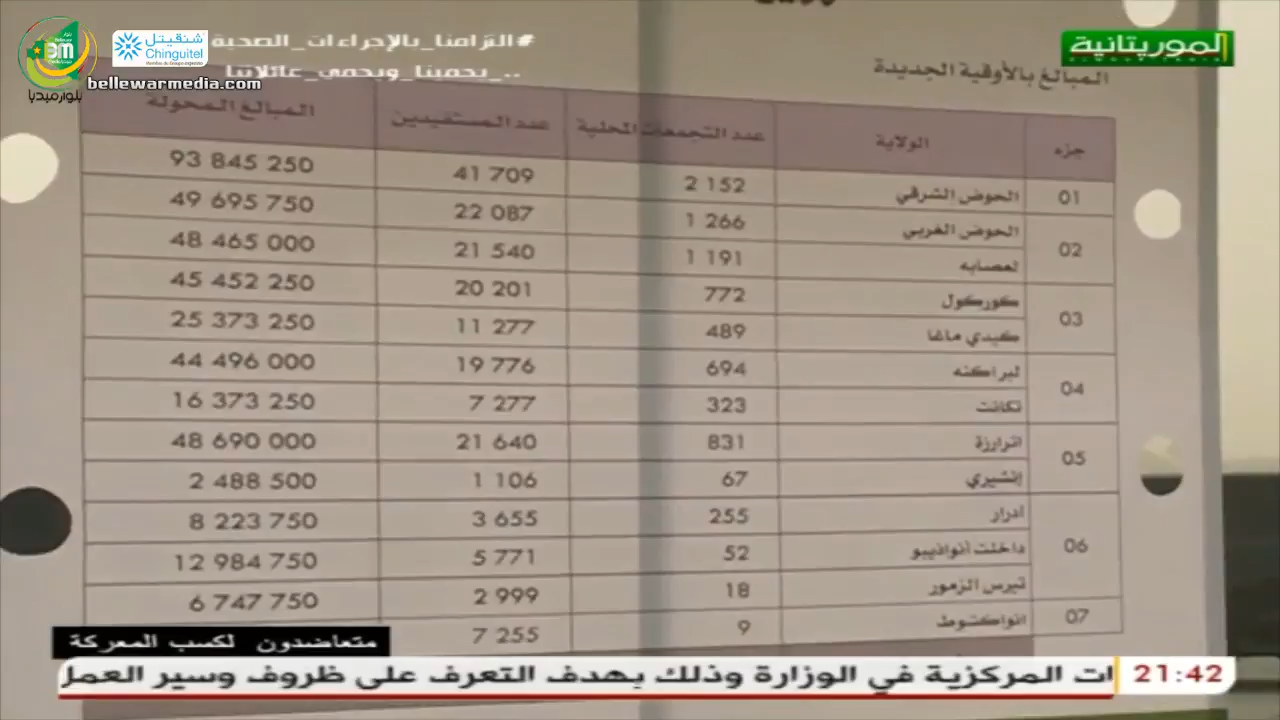 #التزامنا_بالإجراءات_الصحية
.._يحمينا_ويحمي_عائلاتنا
شنقيتل
Chinguitel
bellewarmedia.com
بلوارميديا
الموريتانية
المبالغ بالأوقية الجديدة
جزء الولاية عدد التجمعات المحلية عدد المستفيدين المبالغ المحولة
01 الحوض الشرقي 2 152 41 709 93 845 250
02 الحوض الغربي 1 266 22 087 49 695 750
لعصابه 1 191 21 540 48 465 000
03 كوركول 772 20 201 45 452 250
كيدي ماغا 489 11 277 25 373 250
04 لبراكنه 694 19 776 44 496 000
تكانت 323 7 277 16 373 250
05 اترارزة 831 21 640 48 690 000
إنشيري 67 1 106 2 488 500
06 آدرار 255 3 655 8 223 750
داخلت أنواذيبو 52 5 771 12 984 750
تيرس الزمور 18 2 999 6 747 750
07 انواكشوط 9 7 255
متعاضدون لكسب المعركة
21:42 ات المركزية في الوزارة وذلك بهدف التعرف على ظروف وسير العمل